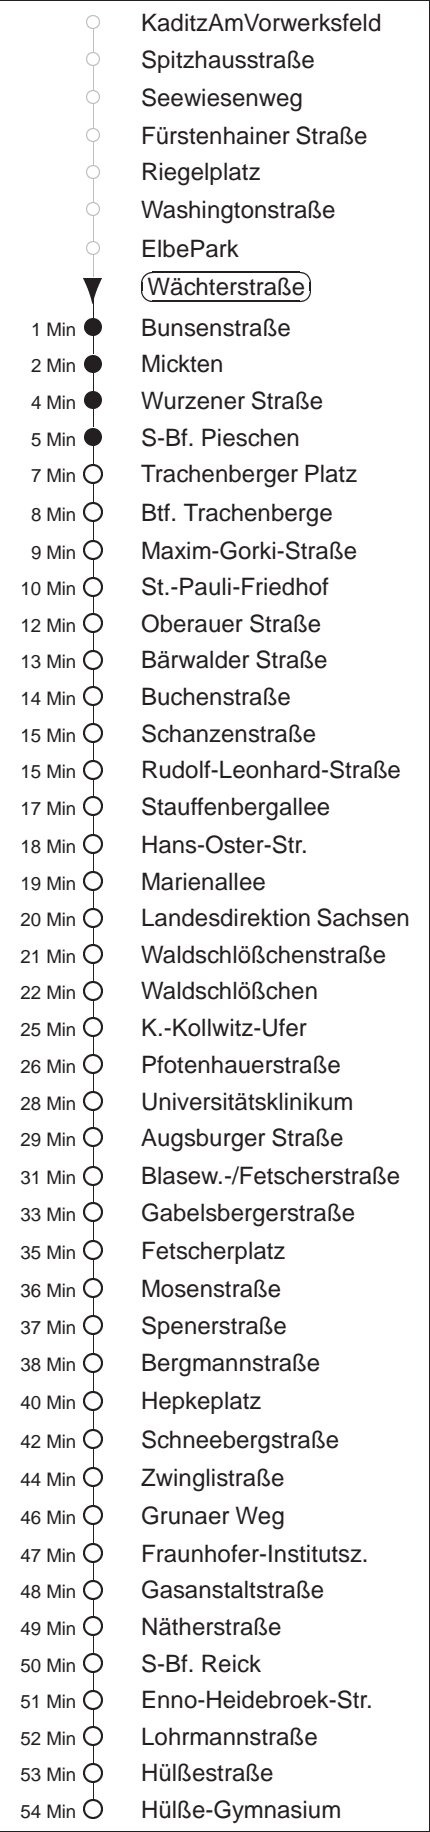 KaditzAmVorwerksfeld
Spitzhausstraße
Seewiesenweg
Fürstenhainer Straße
Riegelplatz
Washingtonstraße
ElbePark
Wächterstraße
1 Min Bunsenstraße
2 Min Mickten
4 Min Wurzener Straße
5 Min S-Bf. Pieschen
7 Min Trachenberger Platz
8 Min Btf. Trachenberge
9 Min Maxim-Gorki-Straße
10 Min St.-Pauli-Friedhof
12 Min Oberauer Straße
13 Min Bärwalder Straße
14 Min Buchenstraße
15 Min Schanzenstraße
15 Min Rudolf-Leonhard-Straße
17 Min Stauffenbergallee
18 Min Hans-Oster-Str.
19 Min Marienallee
20 Min Landesdirektion Sachsen
21 Min Waldschlößchenstraße
22 Min Waldschlößchen
25 Min K.-Kollwitz-Ufer
26 Min Pfotenhauerstraße
28 Min Universitätsklinikum
29 Min Augsburger Straße
31 Min Blasew.-/Fetscherstraße
33 Min Gabelsbergerstraße
35 Min Fetscherplatz
36 Min Mosenstraße
37 Min Spenerstraße
38 Min Bergmannstraße
40 Min Hepkeplatz
42 Min Schneebergstraße
44 Min Zwinglistraße
46 Min Grunaer Weg
47 Min Fraunhofer-Institutsz.
48 Min Gasanstaltstraße
49 Min Nätherstraße
50 Min S-Bf. Reick
51 Min Enno-Heidebroek-Str.
52 Min Lohrmannstraße
53 Min Hülßestraße
54 Min Hülße-Gymnasium